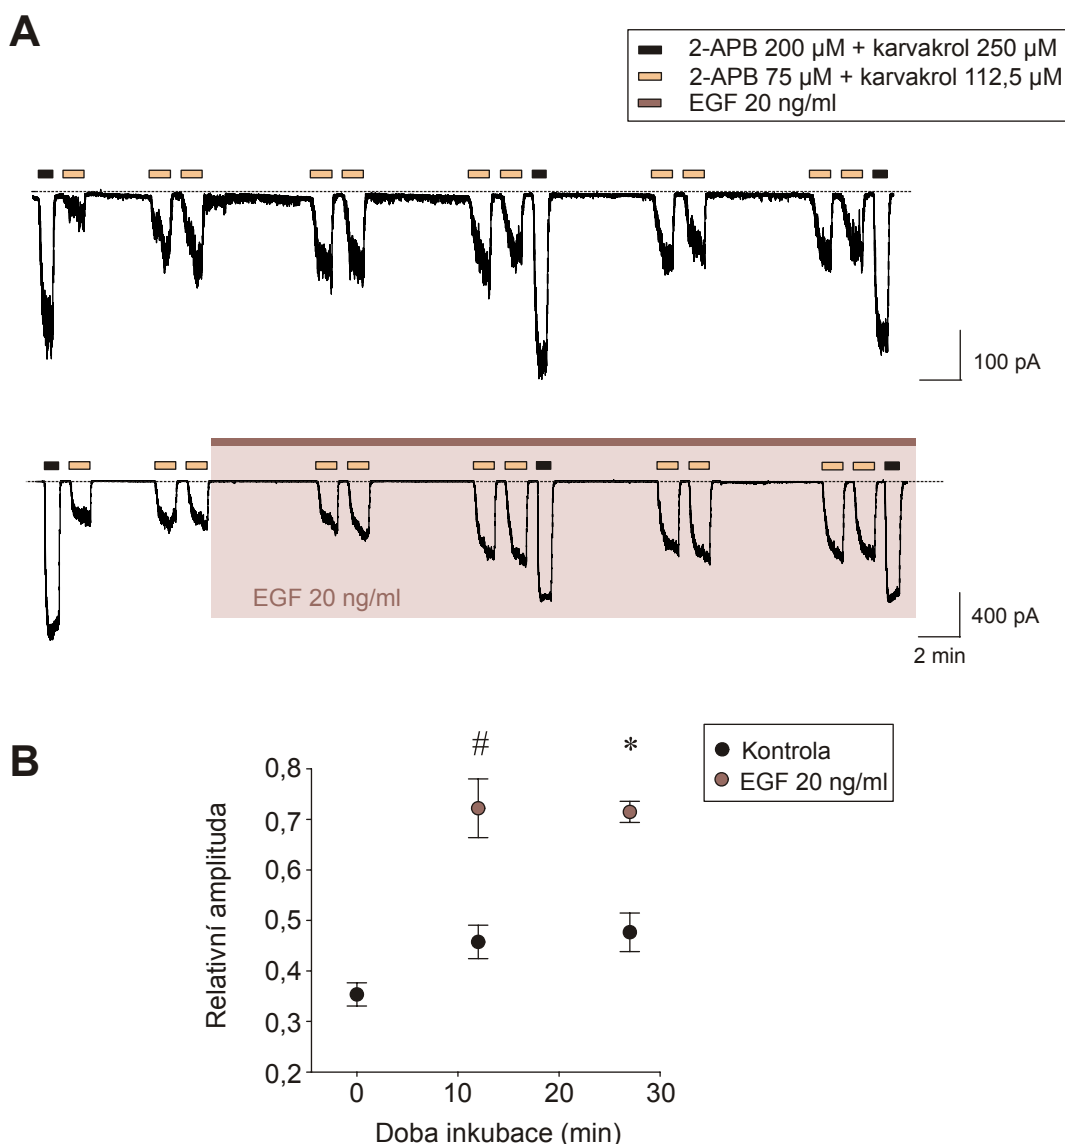 A
2-APB 200 µM + karvakrol 250 µM
2-APB 75 µM + karvakrol 112,5 µM
EGF 20 ng/ml
100 pA
EGF 20 ng/ml
400 pA
2 min
B
# *
Kontrola
EGF 20 ng/ml
0,8
0,7
0,6
0,5
0,4
0,3
0,2
Relativní amplituda
0 10 20 30
Doba inkubace (min)